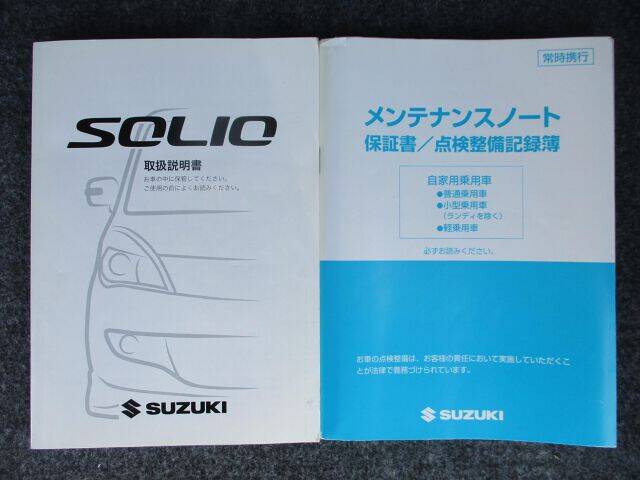 SOLIO
取扱説明書
お車の中に保管してください。
ご使用の前によくお読みください。
SUZUKI
常時携行
メンテナンスノート
保証書/点検整備記録簿
自家用乗用車
●普通乗用車
●小型乗用車
(ランディを除く)
●軽乗用車
必ずお読みください。
お車の点検整備は、お客様の責任において実施していただくこ
とが法律で義務づけられています。
SUZUKI